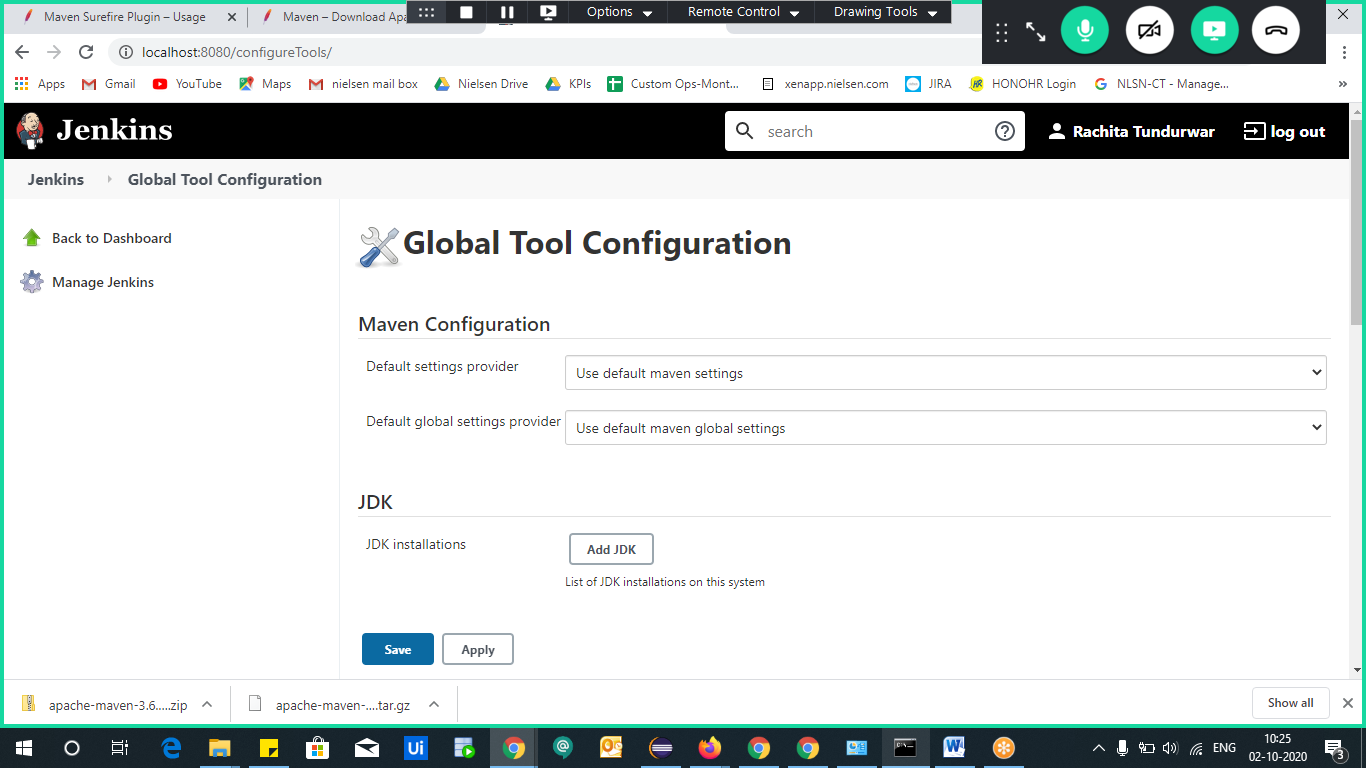 Maven Surefire Plugin – Usage
Maven – Download Apa
Options
Remote Control
Drawing Tools
localhost:8080/configureTools/
Apps
Gmail
YouTube
Maps
nielsen mail box
Nielsen Drive
KPIs
Custom Ops-Mont...
xenapp.nielsen.com
JIRA
HONOHR Login
NLSN-CT - Manage...
Jenkins
search
Rachita Tundurwar
log out
Jenkins
Global Tool Configuration
Back to Dashboard
Manage Jenkins
Global Tool Configuration
Maven Configuration
Default settings provider
Use default maven settings
Default global settings provider
Use default maven global settings
JDK
JDK installations
Add JDK
List of JDK installations on this system
Save
Apply
apache-maven-3.6.....zip
apache-maven-....tar.gz
Show all
Ui
ENG
10:25
02-10-2020
3